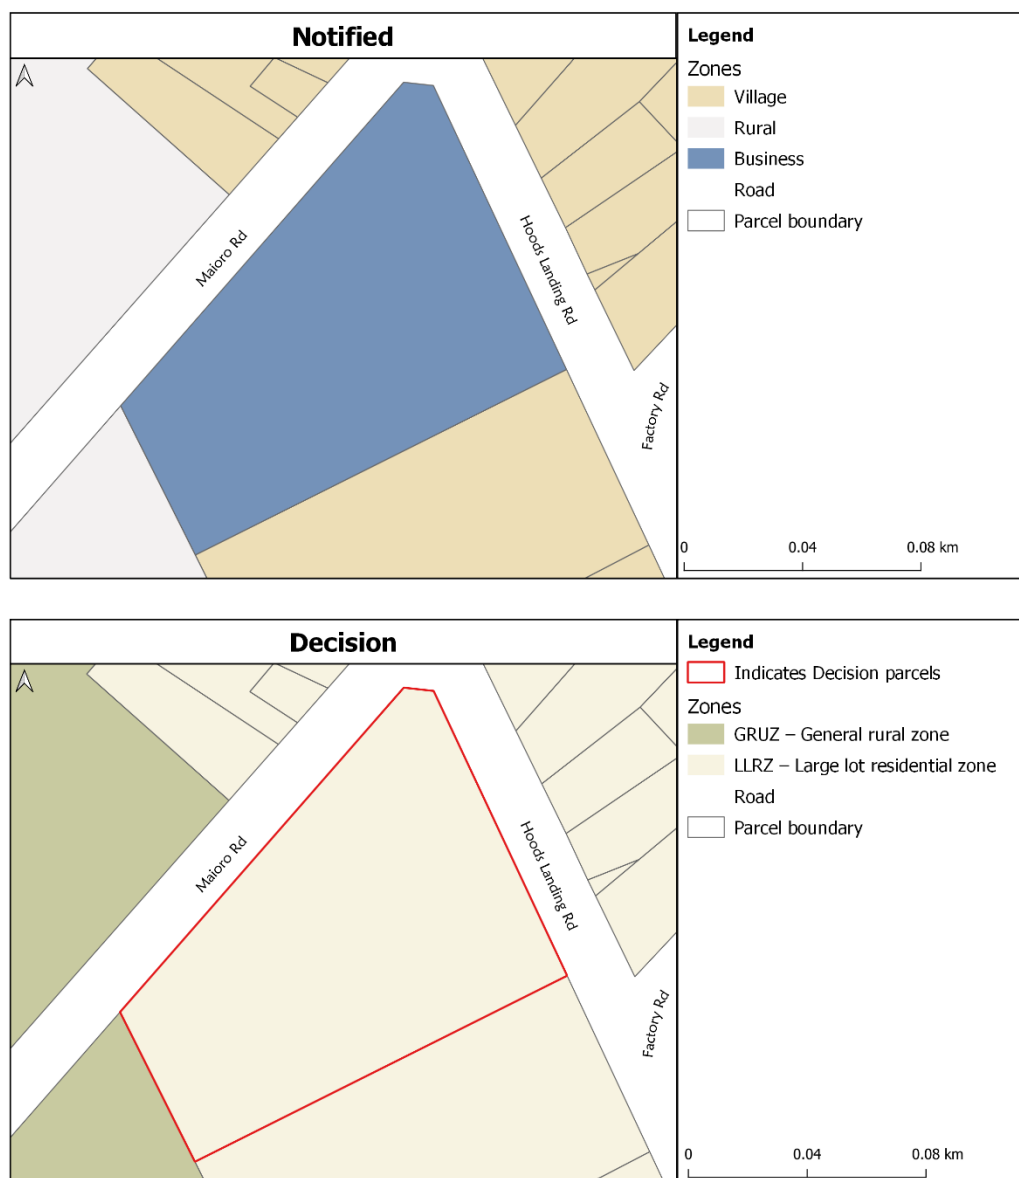 Notified
Maioro Rd
Hoods Landing Rd
Factory Rd
Legend
Zones
Village
Rural
Business
Road
Parcel boundary
0 0.04 0.08 km
Decision
Maioro Rd
Hoods Landing Rd
Factory Rd
Legend
Indicates Decision parcels
Zones
GRUZ – General rural zone
LLRZ – Large lot residential zone
Road
Parcel boundary
0 0.04 0.08 km